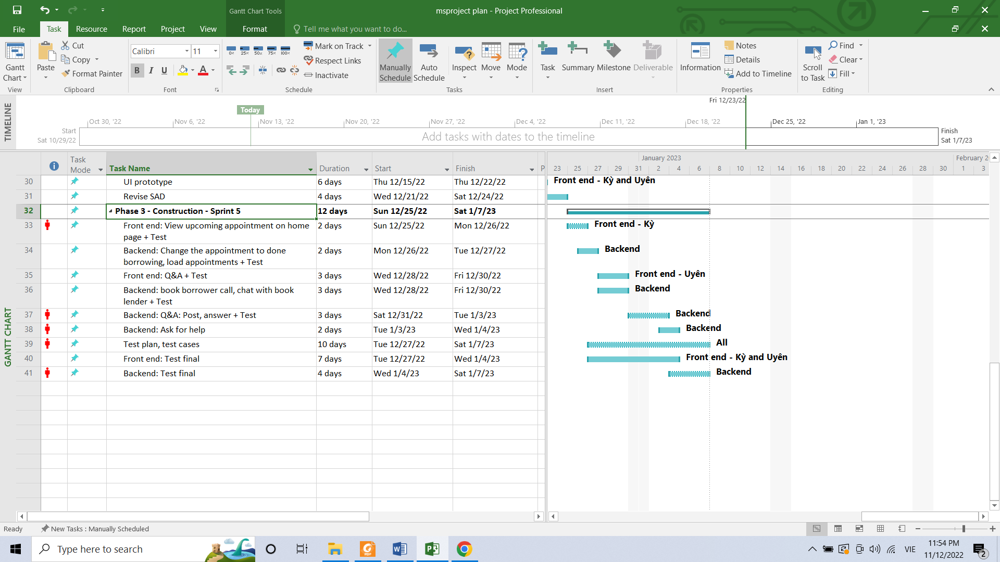 Gantt Chart Tools
msproject plan - Project Professional
File Task Resource Report Project View Format Tell me what you want to do...
Gantt Chart
View
Paste
Cut
Copy
Format Painter
Clipboard
Calibri 11
B I U A
Font
0% 25% 50% 75% 100%
Mark on Track
Respect Links
Inactivate
Schedule
Manually Schedule
Auto Schedule
Inspect
Move
Mode
Tasks
Task
Summary
Milestone
Deliverable
Insert
Information
Notes
Details
Add to Timeline
Properties
Scroll to Task
Find
Clear
Fill
Editing
TIMELINE
Fri 12/23/22
Today
Oct 30, '22 Nov 6, '22 Nov 13, '22 Nov 20, '22 Nov 27, '22 Dec 4, '22 Dec 11, '22 Dec 18, '22 Dec 25, '22 Jan 1, '23
Start
Sat 10/29/22
Add tasks with dates to the timeline
Finish
Sat 1/7/23
GANTT CHART
Task Mode Task Name Duration Start Finish P
January 2023 February 2
23 25 27 29 31 2 4 6 8 10 12 14 16 18 20 22 24 26 28 30 1 3
30 UI prototype 6 days Thu 12/15/22 Thu 12/22/22 Front end - Kỳ and Uyên
31 Revise SAD 4 days Wed 12/21/22 Sat 12/24/22
32 Phase 3 - Construction - Sprint 5 12 days Sun 12/25/22 Sat 1/7/23
33 Front end: View upcoming appointment on home 2 days Sun 12/25/22 Mon 12/26/22 Front end - Kỳ
page + Test
34 Backend: Change the appointment to done 2 days Mon 12/26/22 Tue 12/27/22 Backend
borrowing, load appointments + Test
35 Front end: Q&A + Test 3 days Wed 12/28/22 Fri 12/30/22 Front end - Uyên
36 Backend: book borrower call, chat with book 3 days Wed 12/28/22 Fri 12/30/22 Backend
lender + Test
37 Backend: Q&A: Post, answer + Test 3 days Sat 12/31/22 Tue 1/3/23 Backend
38 Backend: Ask for help 2 days Tue 1/3/23 Wed 1/4/23 Backend
39 Test plan, test cases 10 days Tue 12/27/22 Sat 1/7/23 All
40 Front end: Test final 7 days Tue 12/27/22 Wed 1/4/23 Front end - Kỳ and Uyên
41 Backend: Test final 4 days Wed 1/4/23 Sat 1/7/23 Backend
Ready New Tasks : Manually Scheduled
Type here to search
VIE
11:54 PM
11/12/2022
2